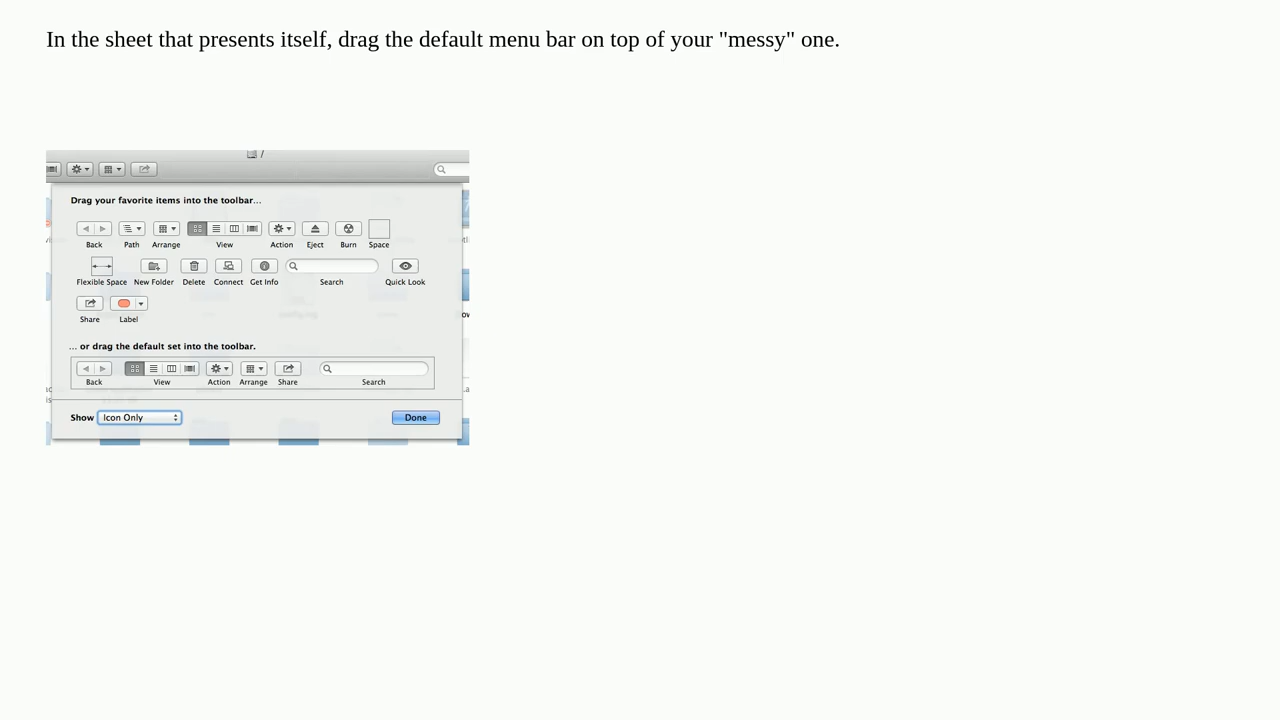 In the sheet that presents itself, drag the default menu bar on top of your "messy" one.
/
Drag your favorite items into the toolbar...
Back Path Arrange View Action Eject Burn Space
Flexible Space New Folder Delete Connect Get Info Search Quick Look
Share Label
... or drag the default set into the toolbar.
Back View Action Arrange Share Search
Show Icon Only Done